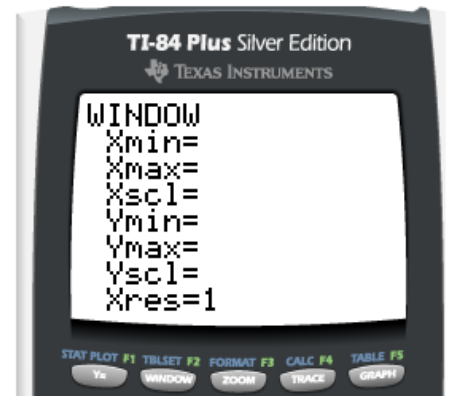 TI-84 Plus Silver Edition
TEXAS INSTRUMENTS
WINDOW
Xmin=
Xmax=
Xscl=
Ymin=
Ymax=
Yscl=
Xres=1
STAT PLOT F1 TBLSET F2 FORMAT F3 CALC F4 TABLE F5
Y= WINDOW ZOOM TRACE GRAPH